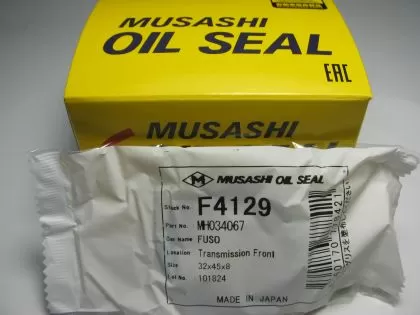 MUSASHI
OIL SEAL
EAC
MUSASHI
MUSASHI OIL SEAL
Stock No. F4129
Part No. MH034067
Car Name FUSO
Location Transmission Front
Size 32x45x8
Lot No 101824
MADE IN JAPAN